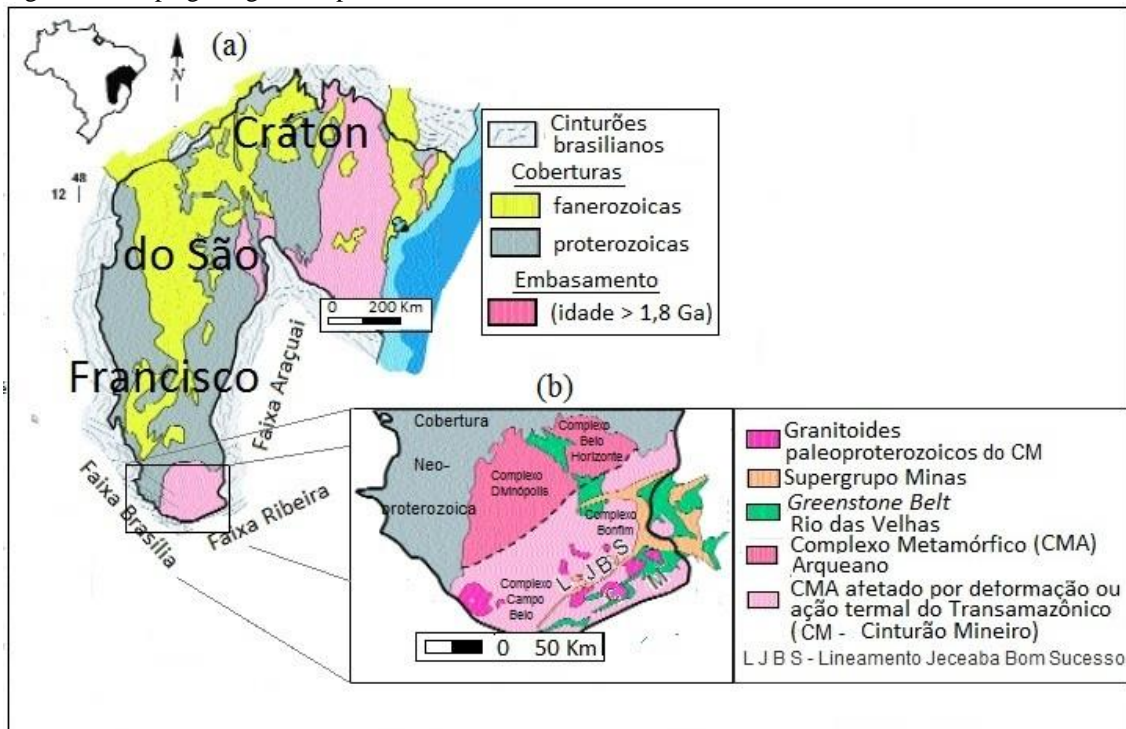 (a)
N
Cráton
do São
Francisco
48
12
0 200 Km
Faixa Araçuai
Faixa Brasília
Faixa Ribeira
Cinturões
brasilianos
Coberturas
fanerozoicas
proterozoicas
Embasamento
(idade > 1,8 Ga)
(b)
Cobertura
Neo-
proterozoica
Complexo
Belo
Horizonte
Complexo
Divinópolis
Complexo
Bonfim
L J B S
C M
Complexo
Campo
Belo
0 50 Km
Granitoides
paleoproterozoicos do CM
Supergrupo Minas
Greenstone Belt
Rio das Velhas
Complexo Metamórfico (CMA)
Arqueano
CMA afetado por deformação ou
ação termal do Transamazônico
(CM - Cinturão Mineiro)
L J B S - Lineamento Jeceaba Bom Sucesso